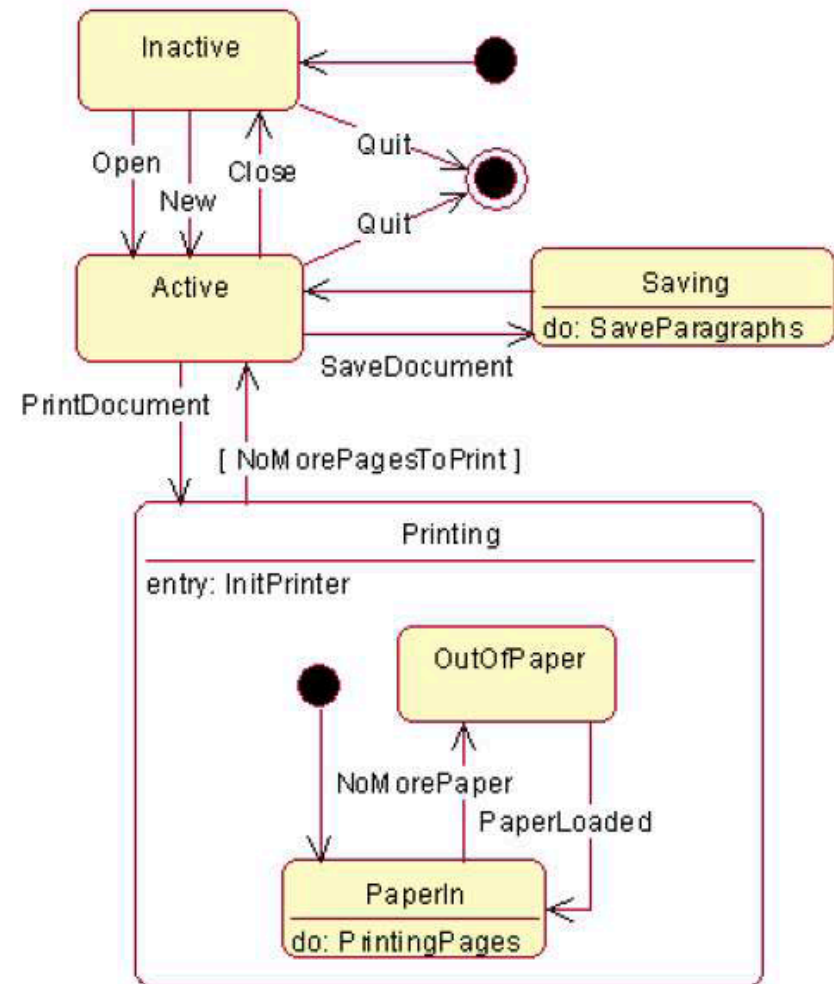 Inactive
Quit
Open
Close
New
Quit
Active
Saving
do: SaveParagraphs
SaveDocument
PrintDocument
[ NoMorePagesToPrint ]
Printing
entry: InitPrinter
OutOfPaper
NoMorePaper
PaperLoaded
PaperIn
do: PrintingPages